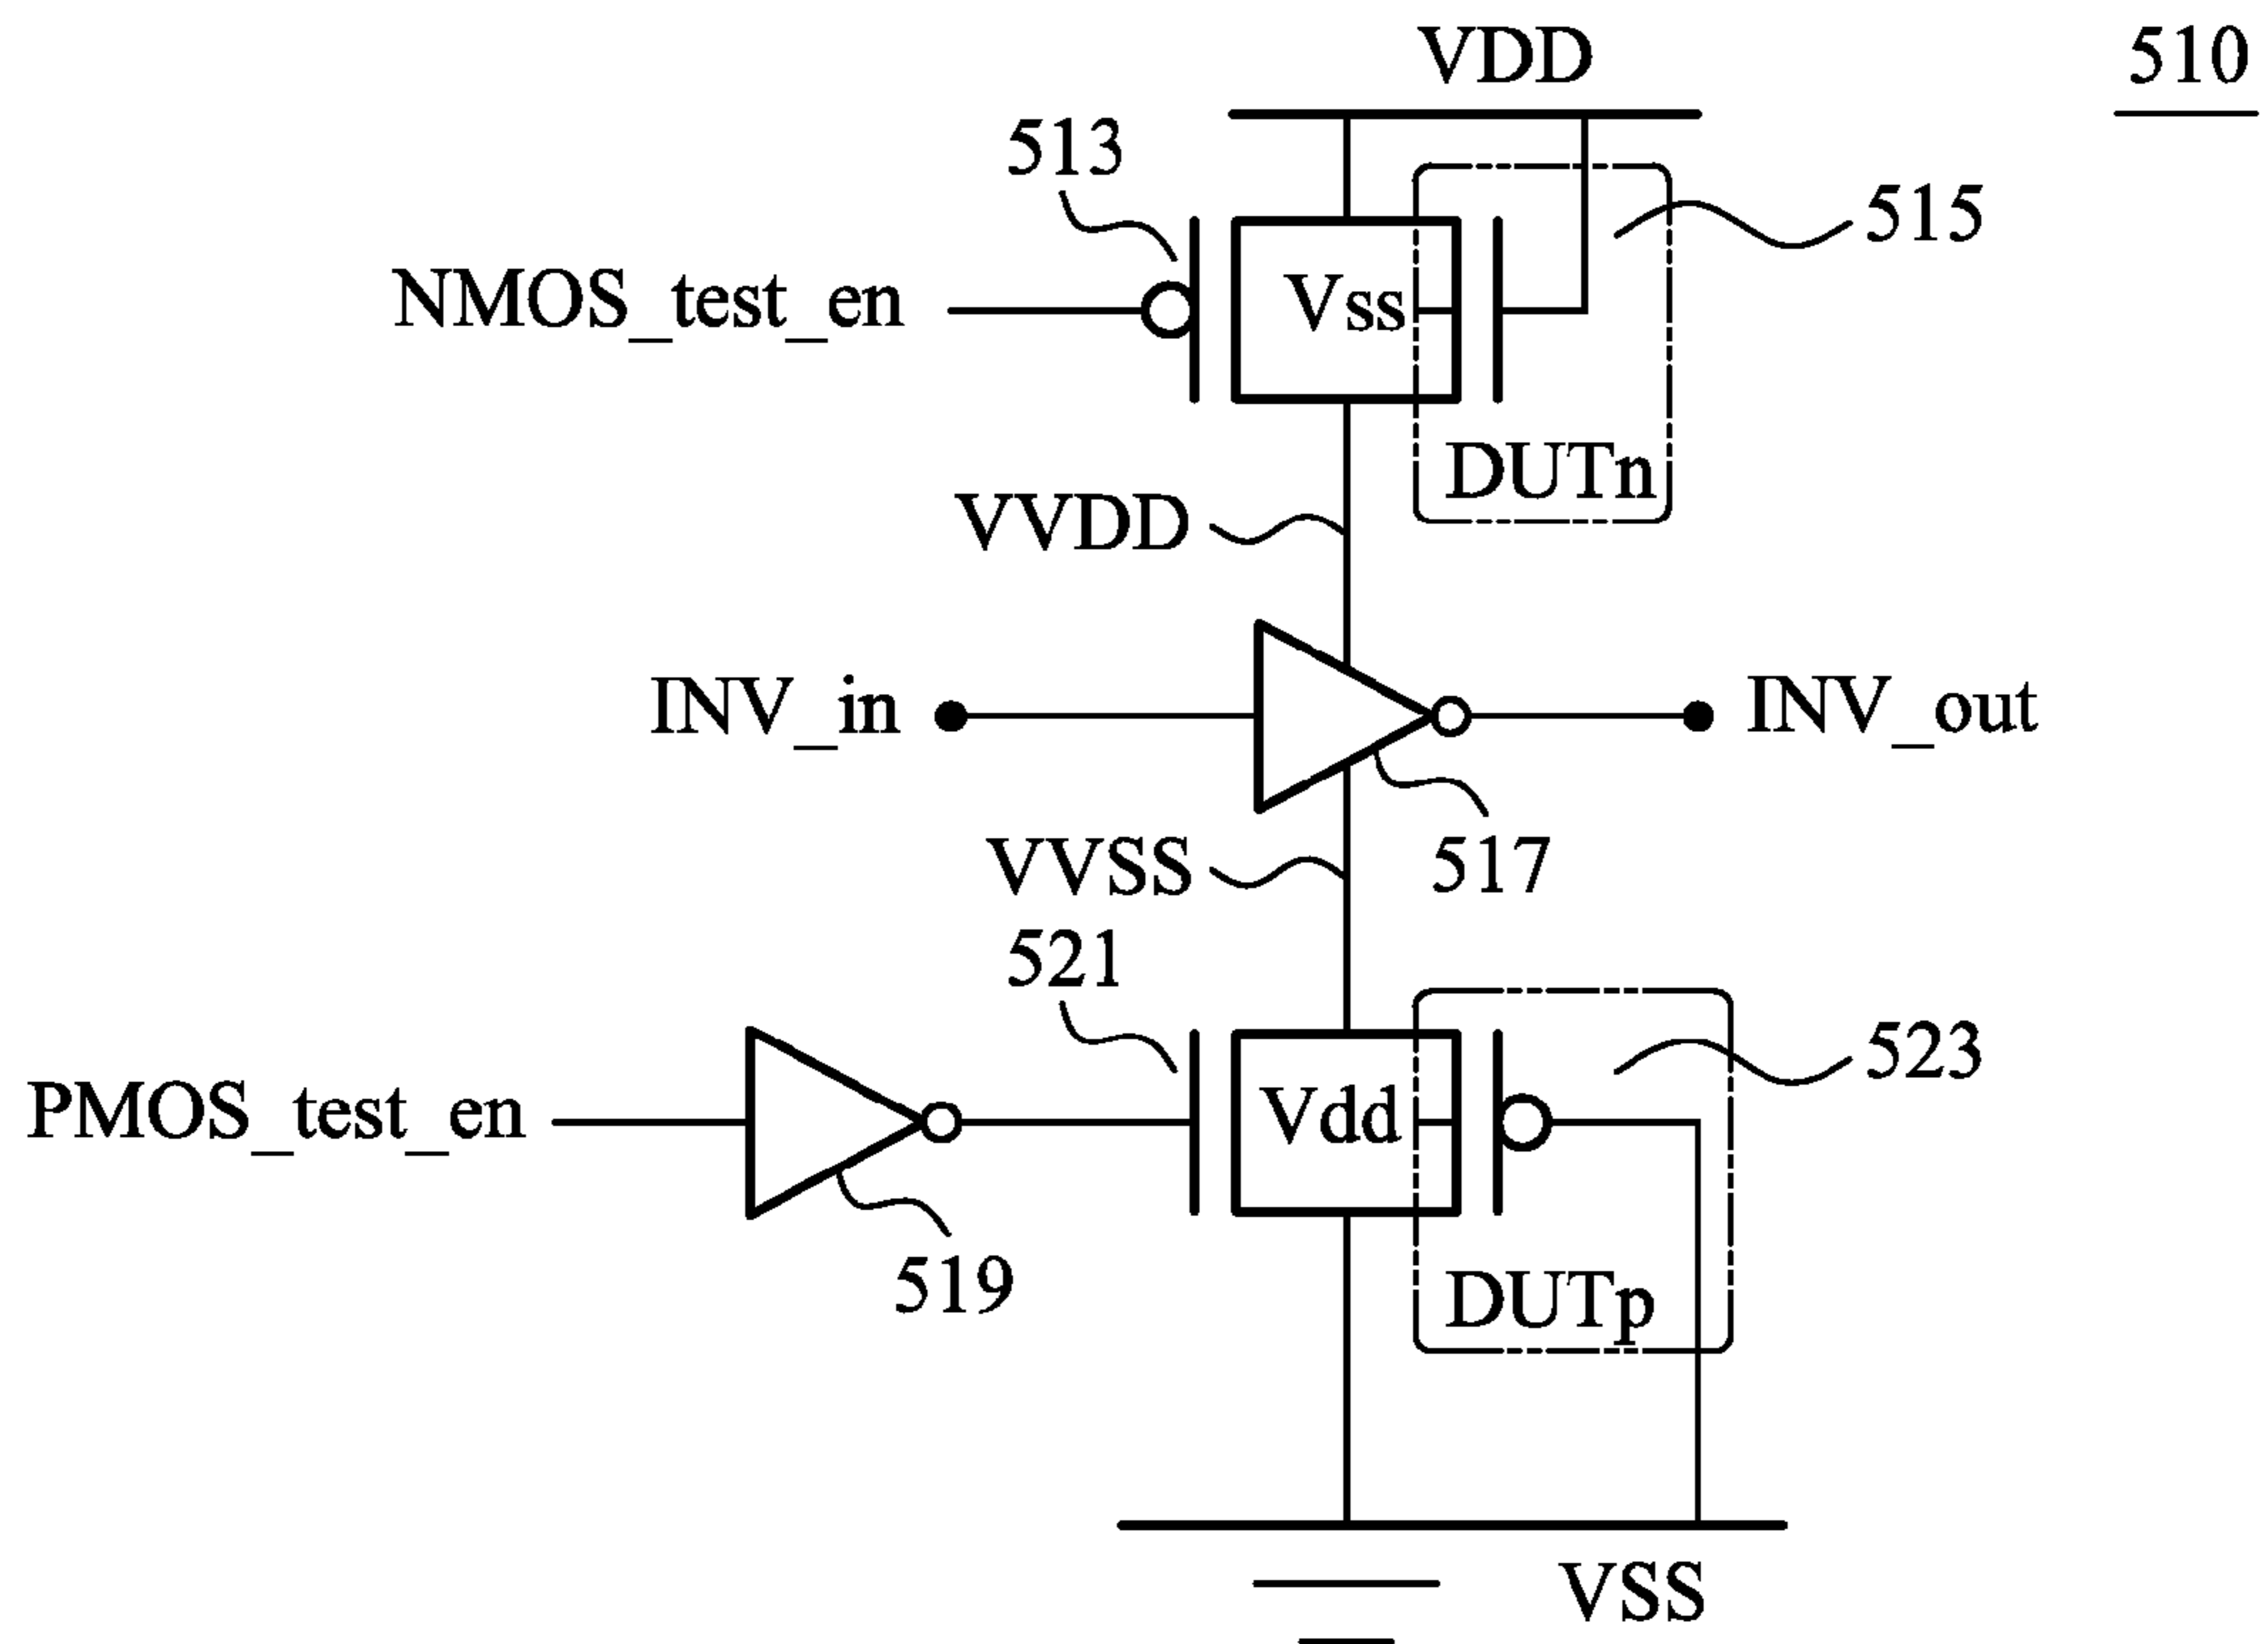 VDD
510
513
515
NMOS_test_en
Vss
DUTn
VVDD
INV_in
INV_out
VVSS
517
521
523
PMOS_test_en
Vdd
519
DUTp
VSS